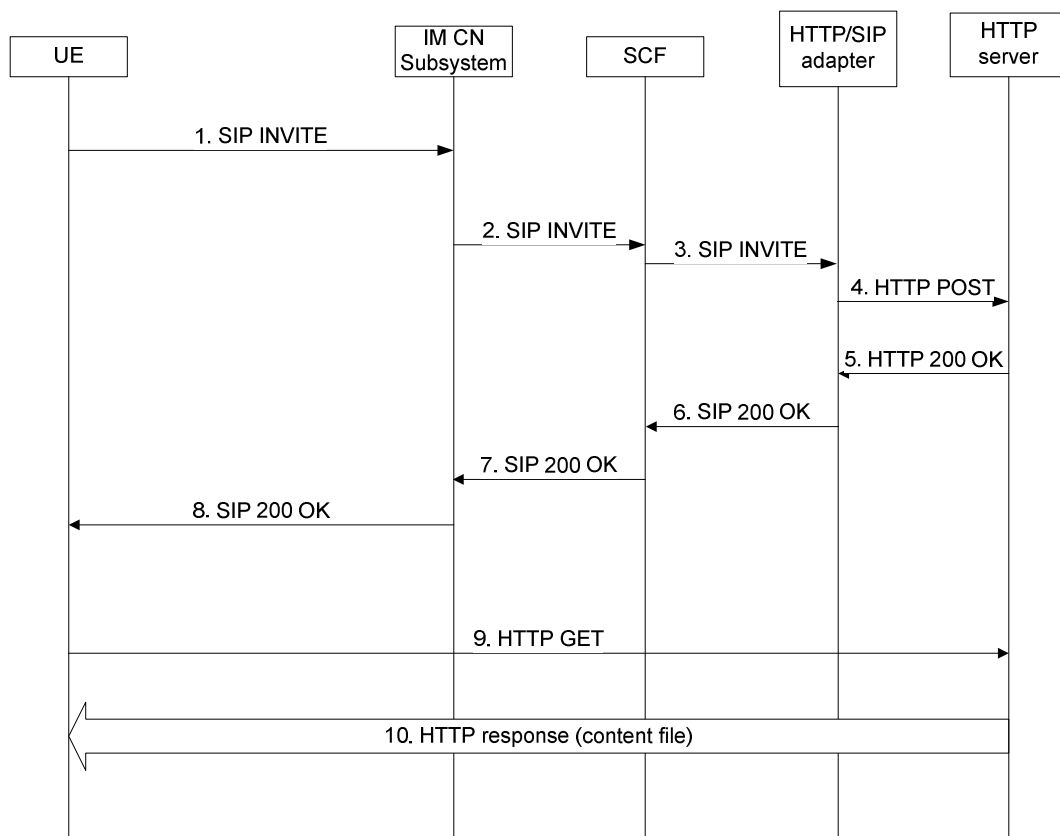 UE
IM CN
Subsystem
SCF
HTTP/SIP
adapter
HTTP
server
1. SIP INVITE
2. SIP INVITE
3. SIP INVITE
4. HTTP POST
5. HTTP 200 OK
6. SIP 200 OK
7. SIP 200 OK
8. SIP 200 OK
9. HTTP GET
10. HTTP response (content file)